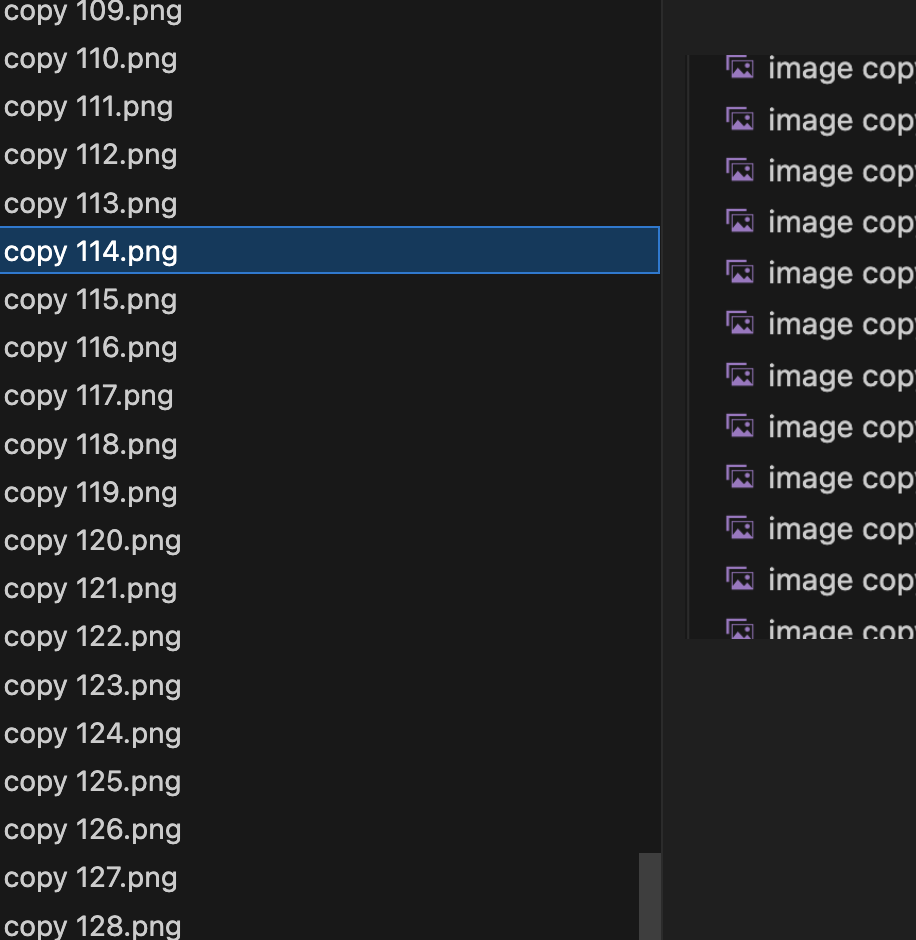 copy 109.png
copy 110.png
copy 111.png
copy 112.png
copy 113.png
copy 114.png
copy 115.png
copy 116.png
copy 117.png
copy 118.png
copy 119.png
copy 120.png
copy 121.png
copy 122.png
copy 123.png
copy 124.png
copy 125.png
copy 126.png
copy 127.png
copy 128.png
image copy
image copy
image copy
image copy
image copy
image copy
image copy
image copy
image copy
image copy
image copy
image copy